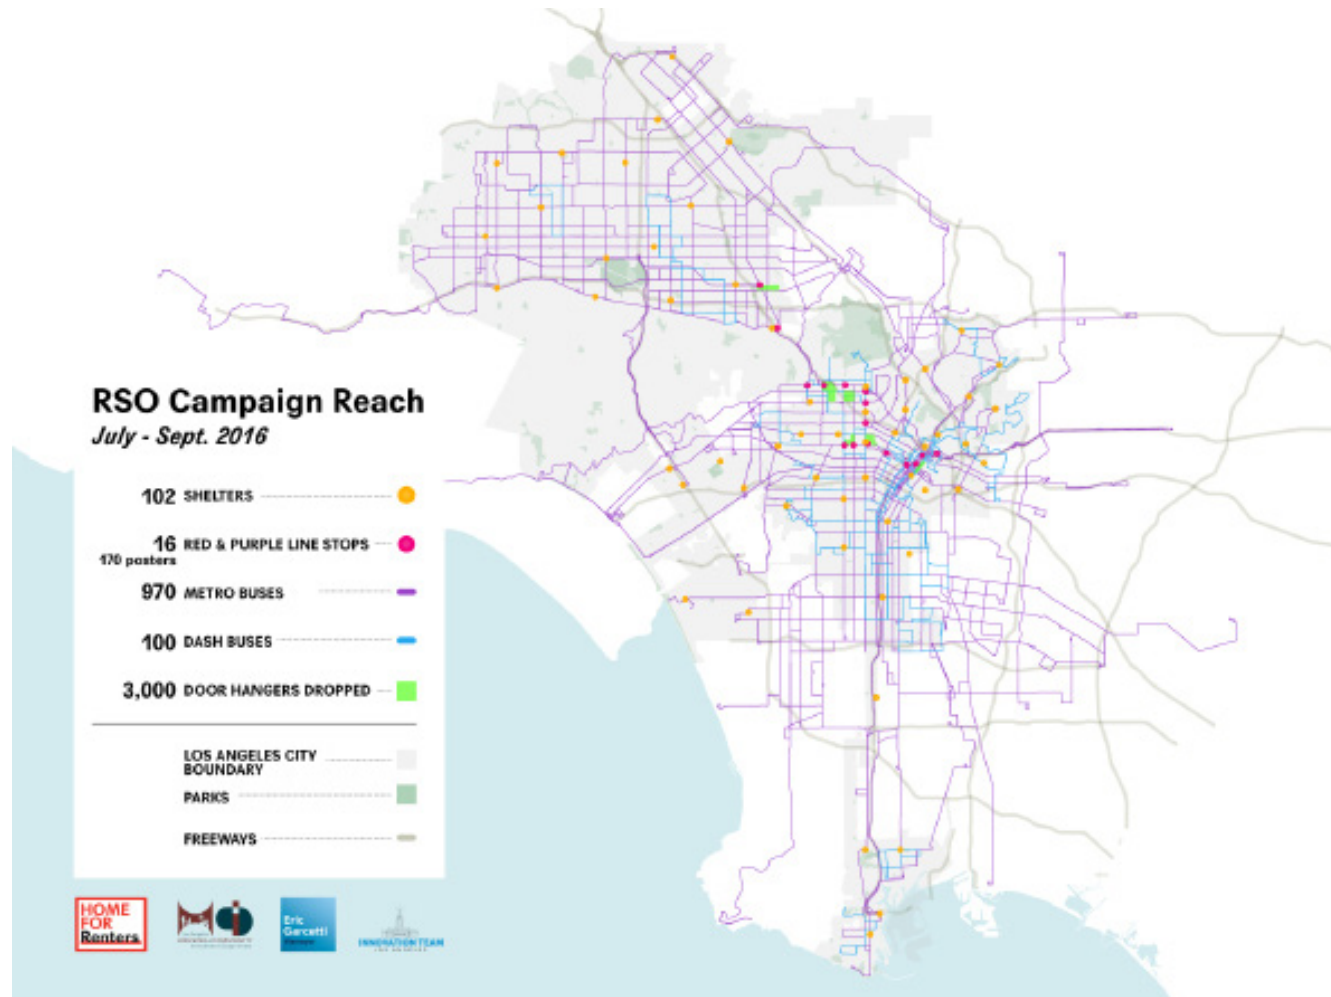 RSO Campaign Reach
July - Sept. 2016
102 SHELTERS
16 RED & PURPLE LINE STOPS
170 posters
970 METRO BUSES
100 DASH BUSES
3,000 DOOR HANGERS DROPPED
LOS ANGELES CITY
BOUNDARY
PARKS
FREEWAYS
HOME
FOR
Renters
Eric
Garcetti
INNOVATION TEAM
LOS ANGELES